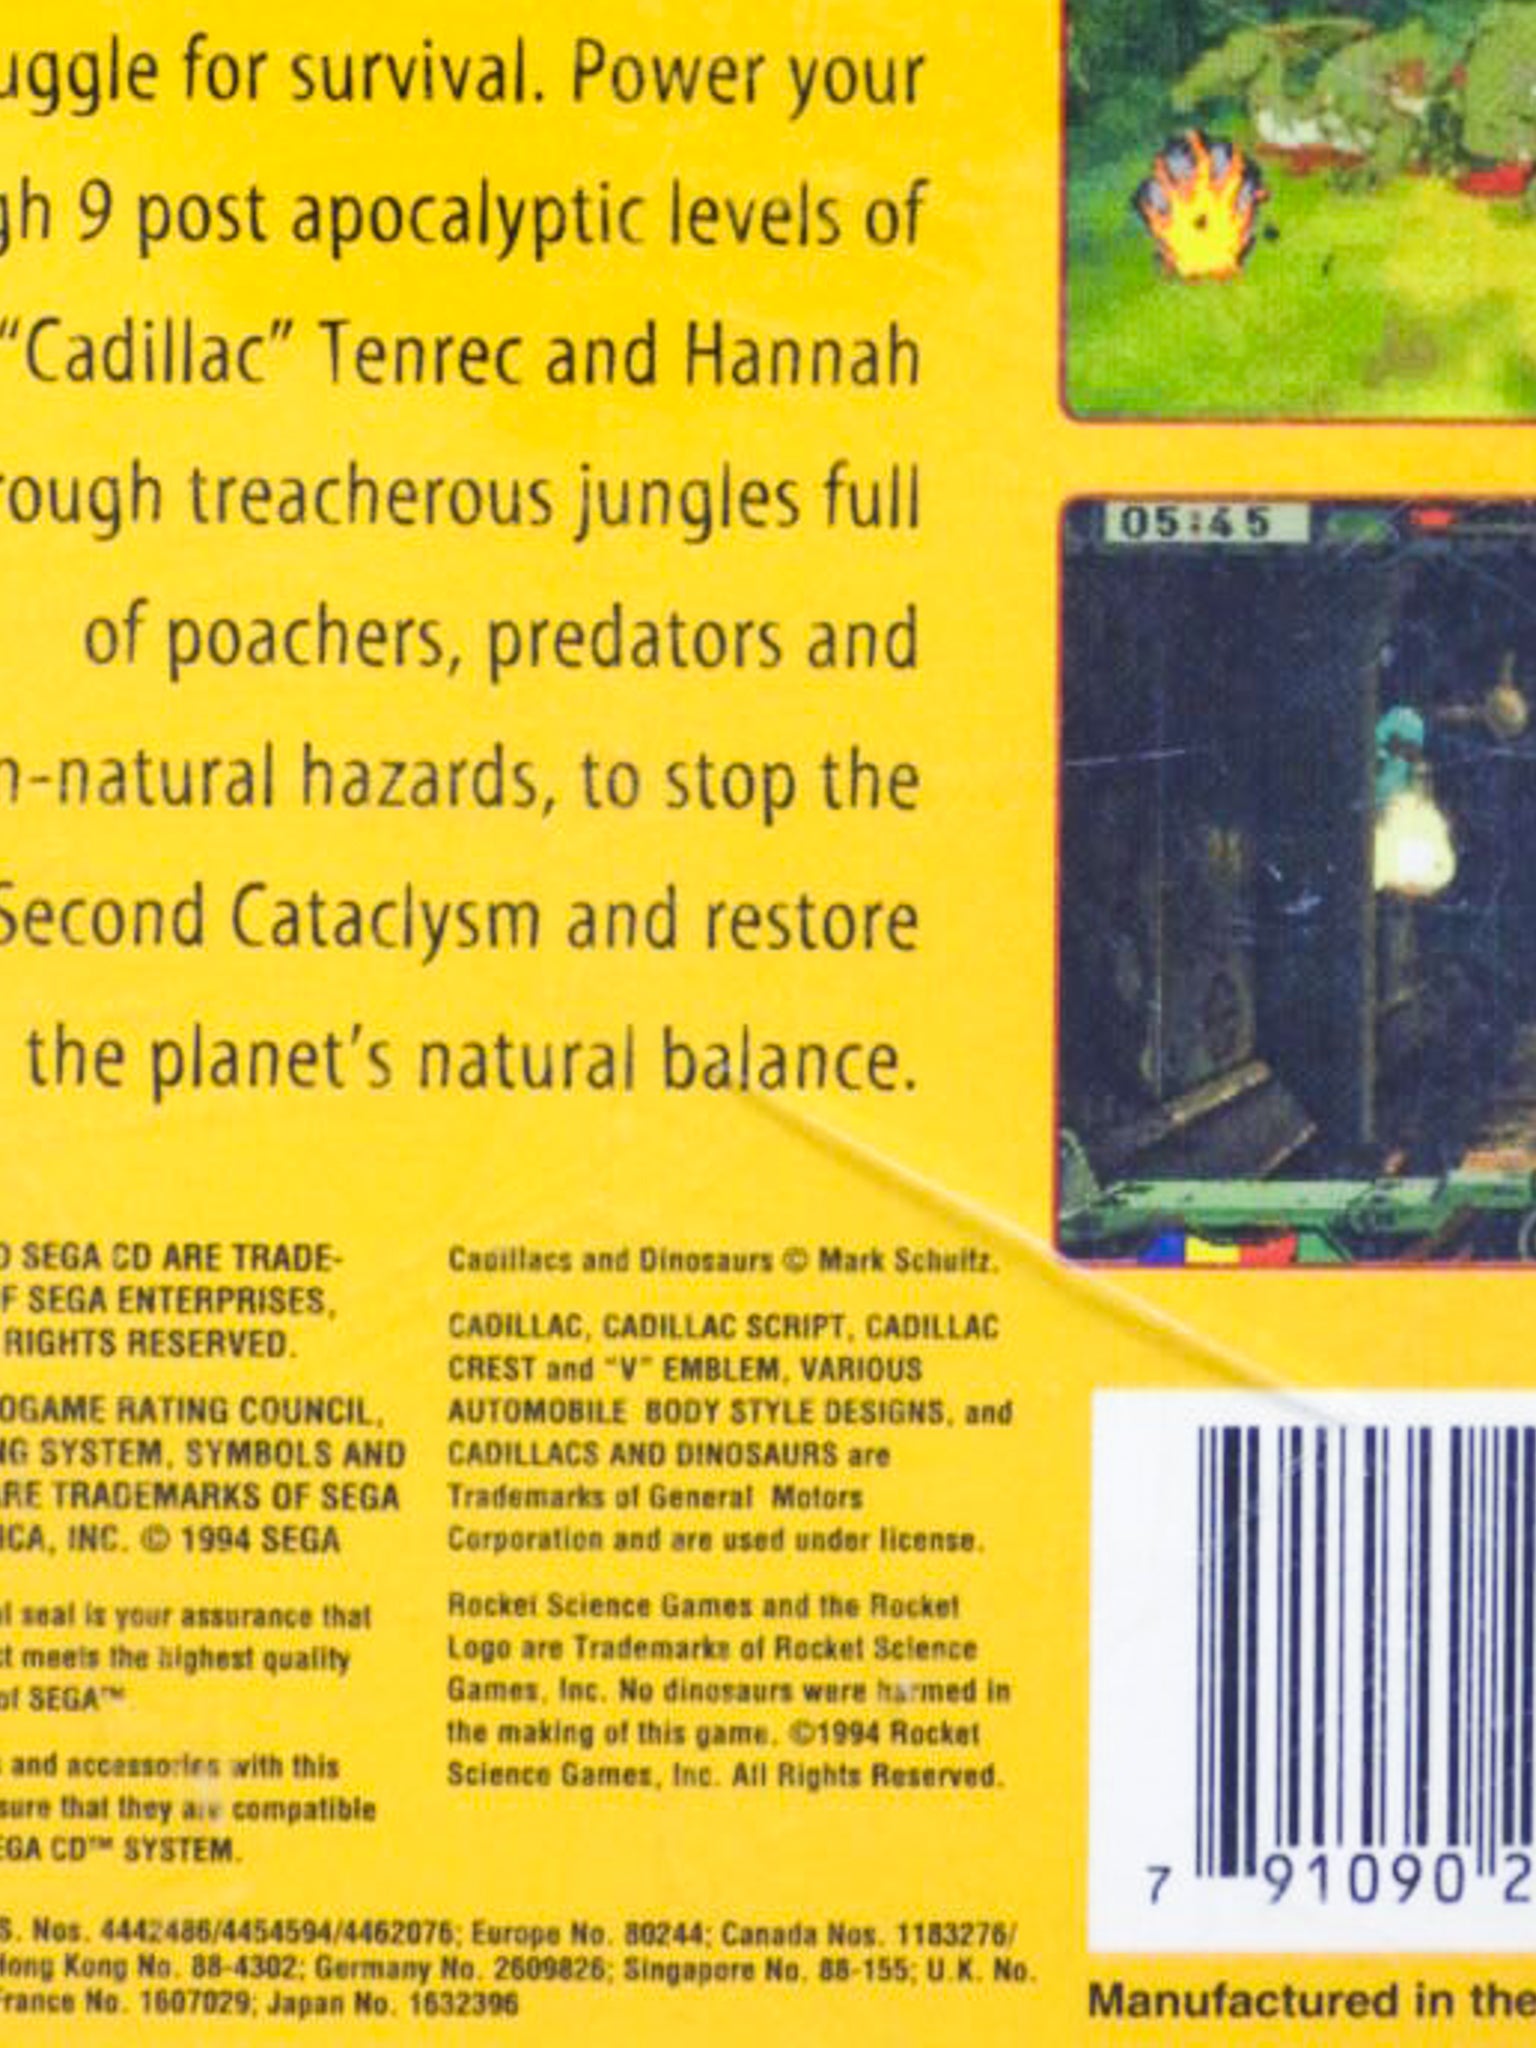 uggle for survival. Power your
gh 9 post apocalyptic levels of
“Cadillac” Tenrec and Hannah
rough treacherous jungles full
of poachers, predators and
n-natural hazards, to stop the
Second Cataclysm and restore
the planet’s natural balance.
05:45
D SEGA CD ARE TRADE-
OF SEGA ENTERPRISES,
RIGHTS RESERVED.
OGAME RATING COUNCIL,
NG SYSTEM, SYMBOLS AND
ARE TRADEMARKS OF SEGA
ICA, INC. © 1994 SEGA
al seal is your assurance that
ct meets the highest quality
of SEGA™.
s and accessories with this
sure that they are compatible
EGA CD™ SYSTEM.
Cadillacs and Dinosaurs © Mark Schultz.
CADILLAC, CADILLAC SCRIPT, CADILLAC
CREST and “V” EMBLEM, VARIOUS
AUTOMOBILE BODY STYLE DESIGNS, and
CADILLACS AND DINOSAURS are
Trademarks of General Motors
Corporation and are used under license.
Rocket Science Games and the Rocket
Logo are Trademarks of Rocket Science
Games, Inc. No dinosaurs were harmed in
the making of this game. ©1994 Rocket
Science Games, Inc. All Rights Reserved.
S. Nos. 4442486/4454594/4462076; Europe No. 80244; Canada Nos. 1183276/
Hong Kong No. 88-4302; Germany No. 2609826; Singapore No. 88-155; U.K. No.
France No. 1607029; Japan No. 1632396
7 91090 2
Manufactured in the